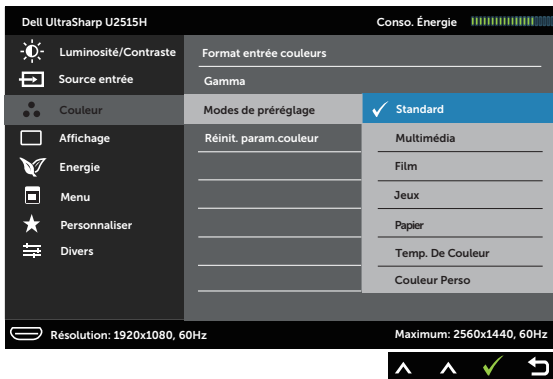 Dell UltraSharp U2515H Conso. Énergie
Luminosité/Contraste Format entrée couleurs
Source entrée Gamma
Couleur Modes de préréglage Standard
Affichage Réinit. param.couleur Multimédia
Energie Film
Menu Jeux
Personnaliser Papier
Divers Temp. De Couleur
Couleur Perso
Résolution: 1920x1080, 60Hz Maximum: 2560x1440, 60Hz